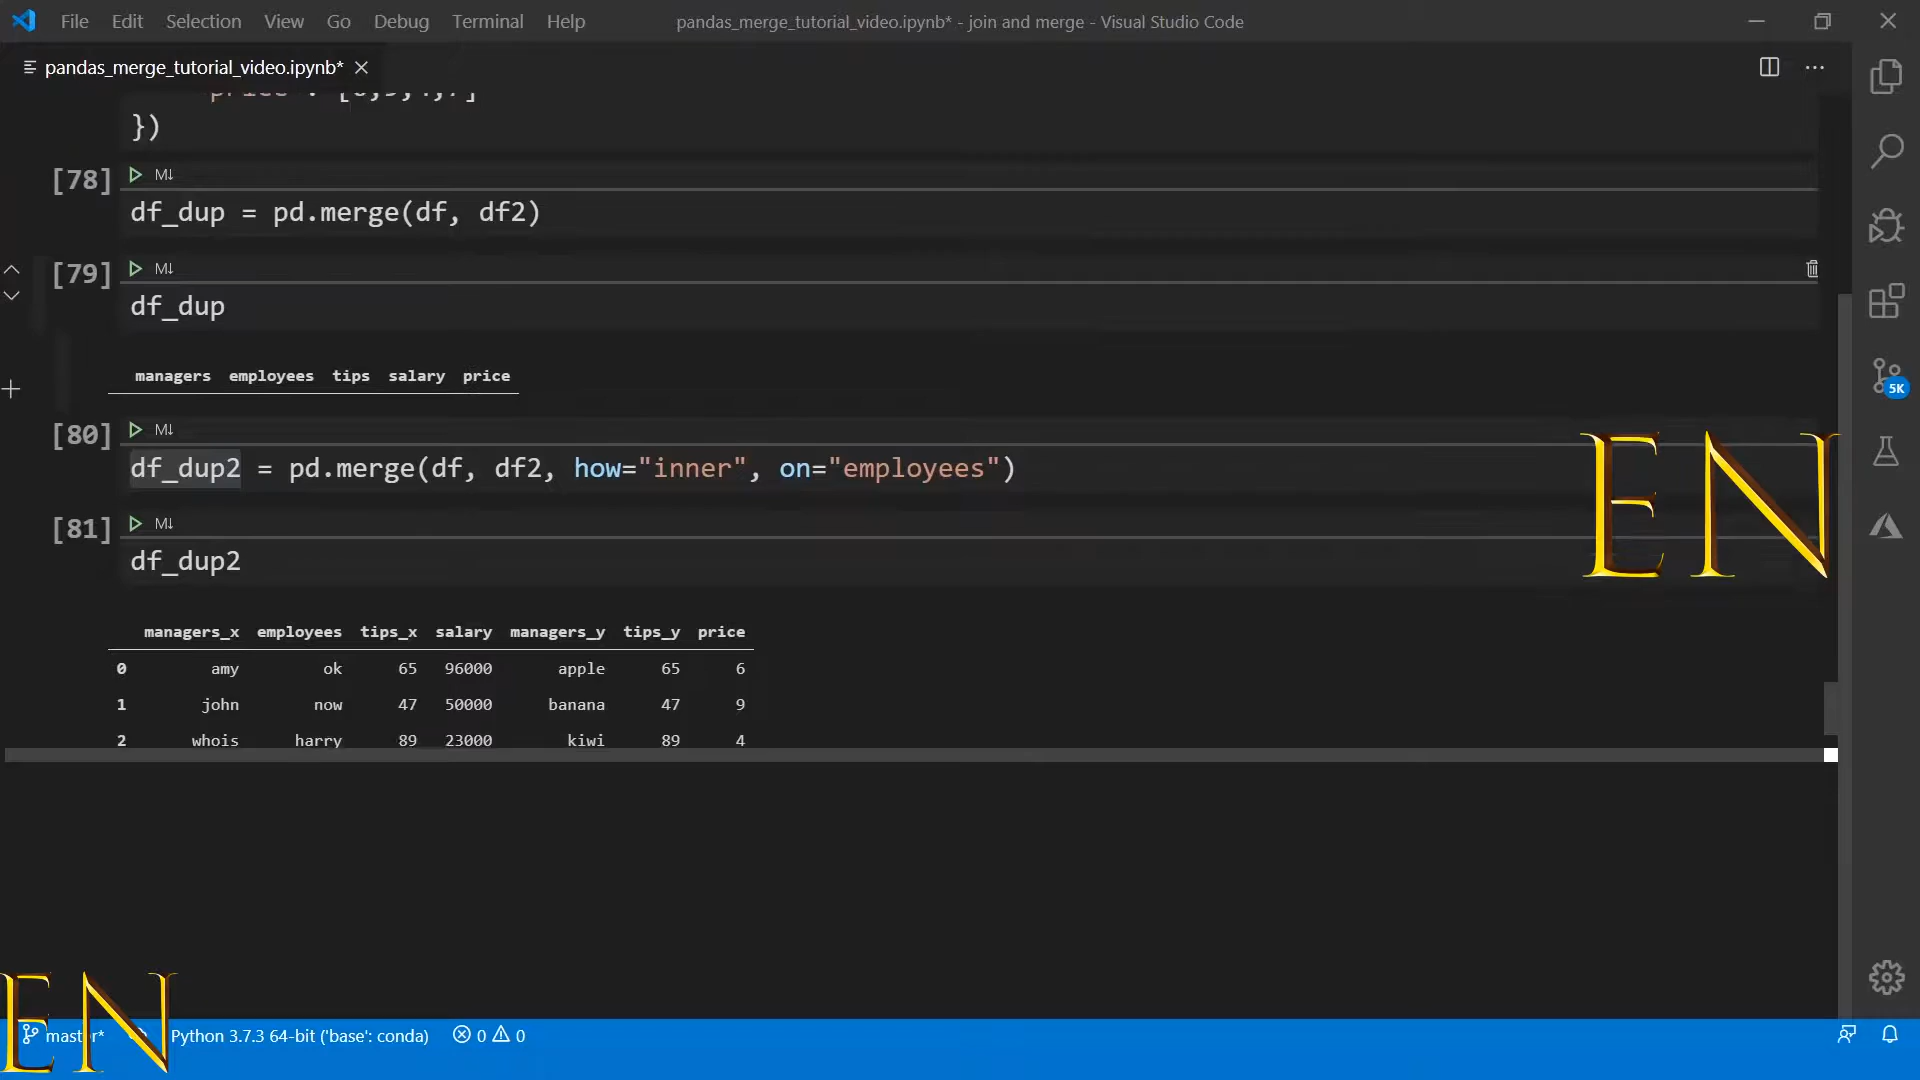 File Edit Selection View Go Debug Terminal Help
pandas_merge_tutorial_video.ipynb* - join and merge - Visual Studio Code
pandas_merge_tutorial_video.ipynb*
})
[78] M↓
df_dup = pd.merge(df, df2)
[79] M↓
df_dup
managers employees tips salary price
[80] M↓
df_dup2 = pd.merge(df, df2, how="inner", on="employees")
[81] M↓
df_dup2
managers_x employees tips_x salary managers_y tips_y price
0 amy ok 65 96000 apple 65 6
1 john now 47 50000 banana 47 9
2 whois harry 89 23000 kiwi 89 4
5K
EN
EN
Python 3.7.3 64-bit ('base': conda) 0 0